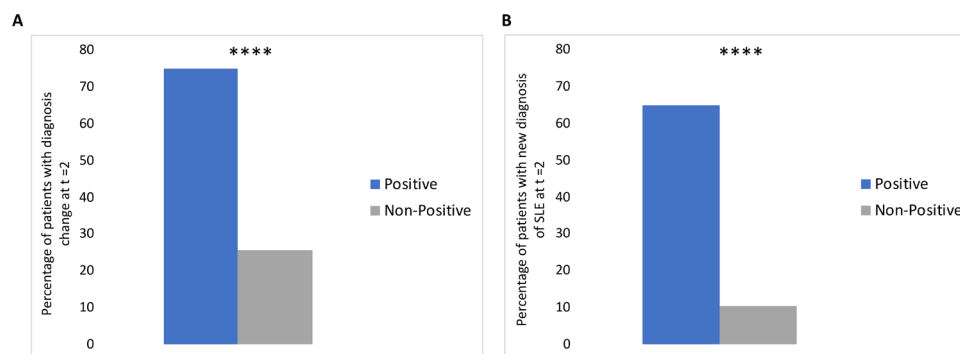 A
Percentage of patients with diagnosis
change at t =2
80
70
60
50
40
30
20
10
0
****
Positive
Non-Positive
B
Percentage of patients with new diagnosis
of SLE at t =2
80
70
60
50
40
30
20
10
0
****
Positive
Non-Positive